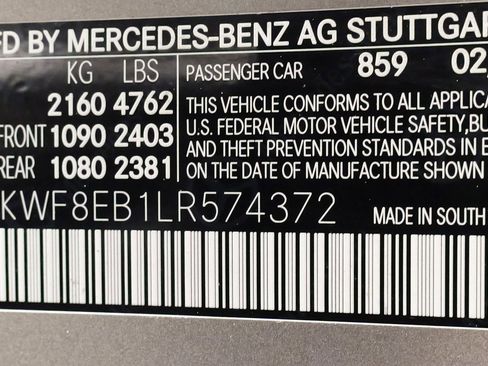 FD BY MERCEDES-BENZ AG STUTTGAR
KG LBS
PASSENGER CAR 859 02
2160 4762
THIS VEHICLE CONFORMS TO ALL APPLICA
FRONT 1090 2403
U.S. FEDERAL MOTOR VEHICLE SAFETY, BU
REAR 1080 2381
AND THEFT PREVENTION STANDARDS IN E
ON THE DATE OF MANUFACTURE SHOWN
KWF8EB1LR574372
MADE IN SOUTH